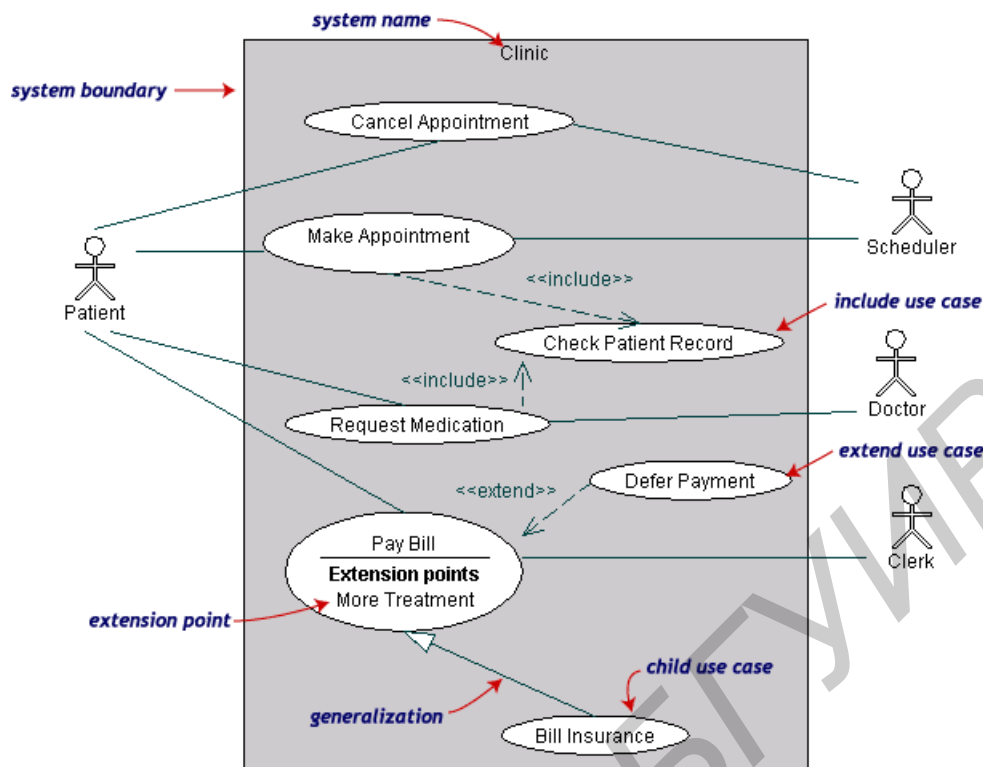 system name
Clinic
system boundary
Cancel Appointment
Scheduler
Make Appointment
Patient
<<include>>
include use case
Check Patient Record
<<include>>
Doctor
Request Medication
extend use case
Defer Payment
<<extend>>
Pay Bill
Clerk
Extension points
More Treatment
extension point
child use case
generalization
Bill Insurance
БГУИР